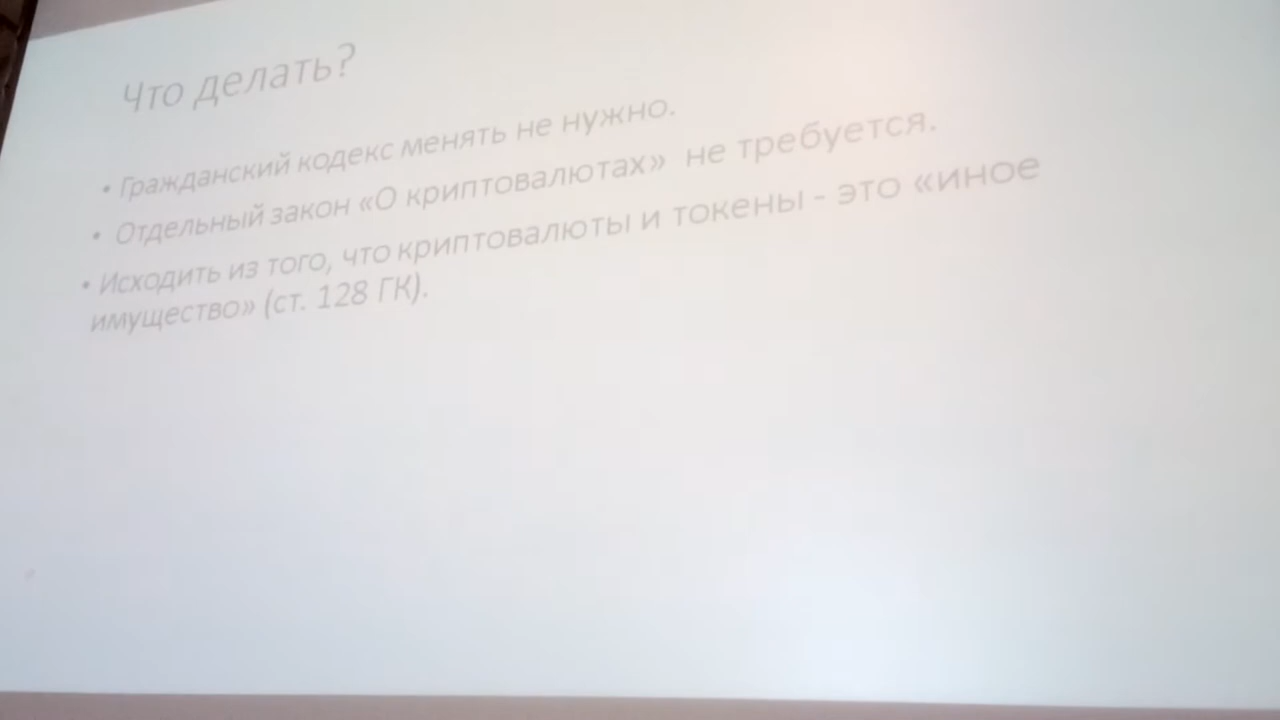 Что делать?
• Гражданский кодекс менять не нужно.
• Отдельный закон «О криптовалютах» не требуется.
• Исходить из того, что криптовалюты и токены - это «иное
имущество» (ст. 128 ГК).